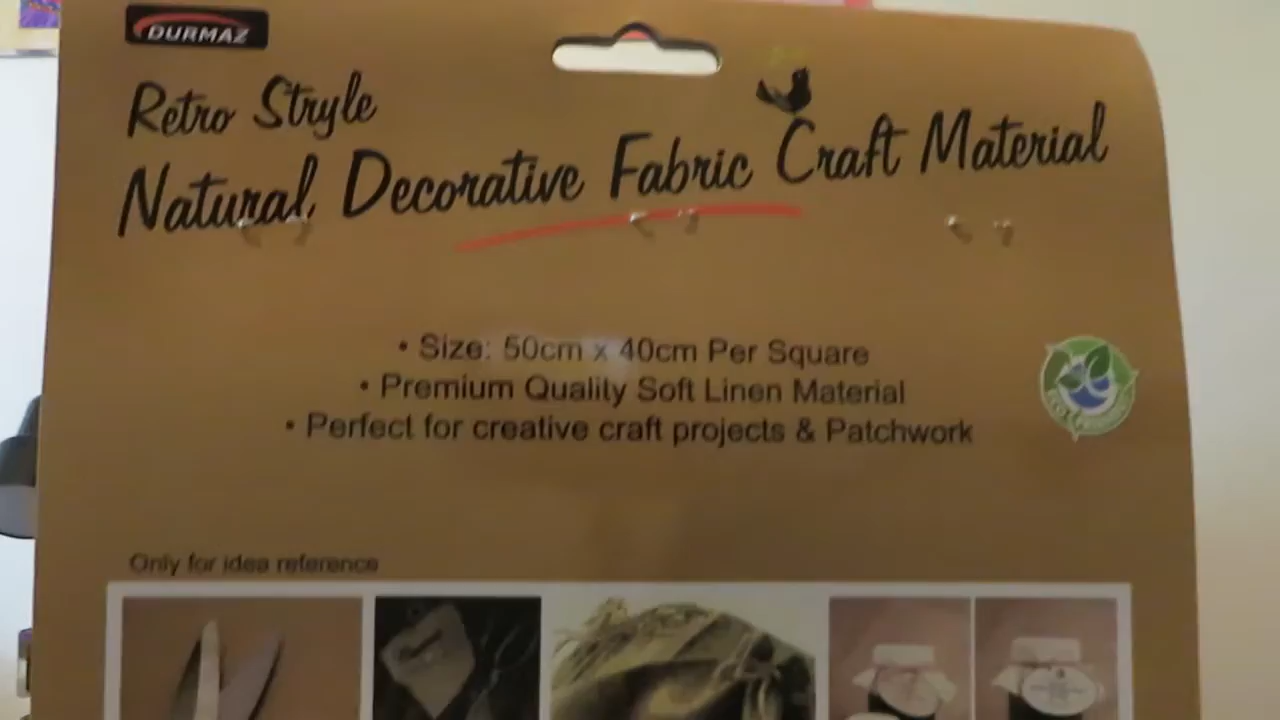 DURMAZ
Retro Stryle
Natural Decorative Fabric Craft Material
• Size: 50cm x 40cm Per Square
• Premium Quality Soft Linen Material
• Perfect for creative craft projects & Patchwork
Only for idea reference